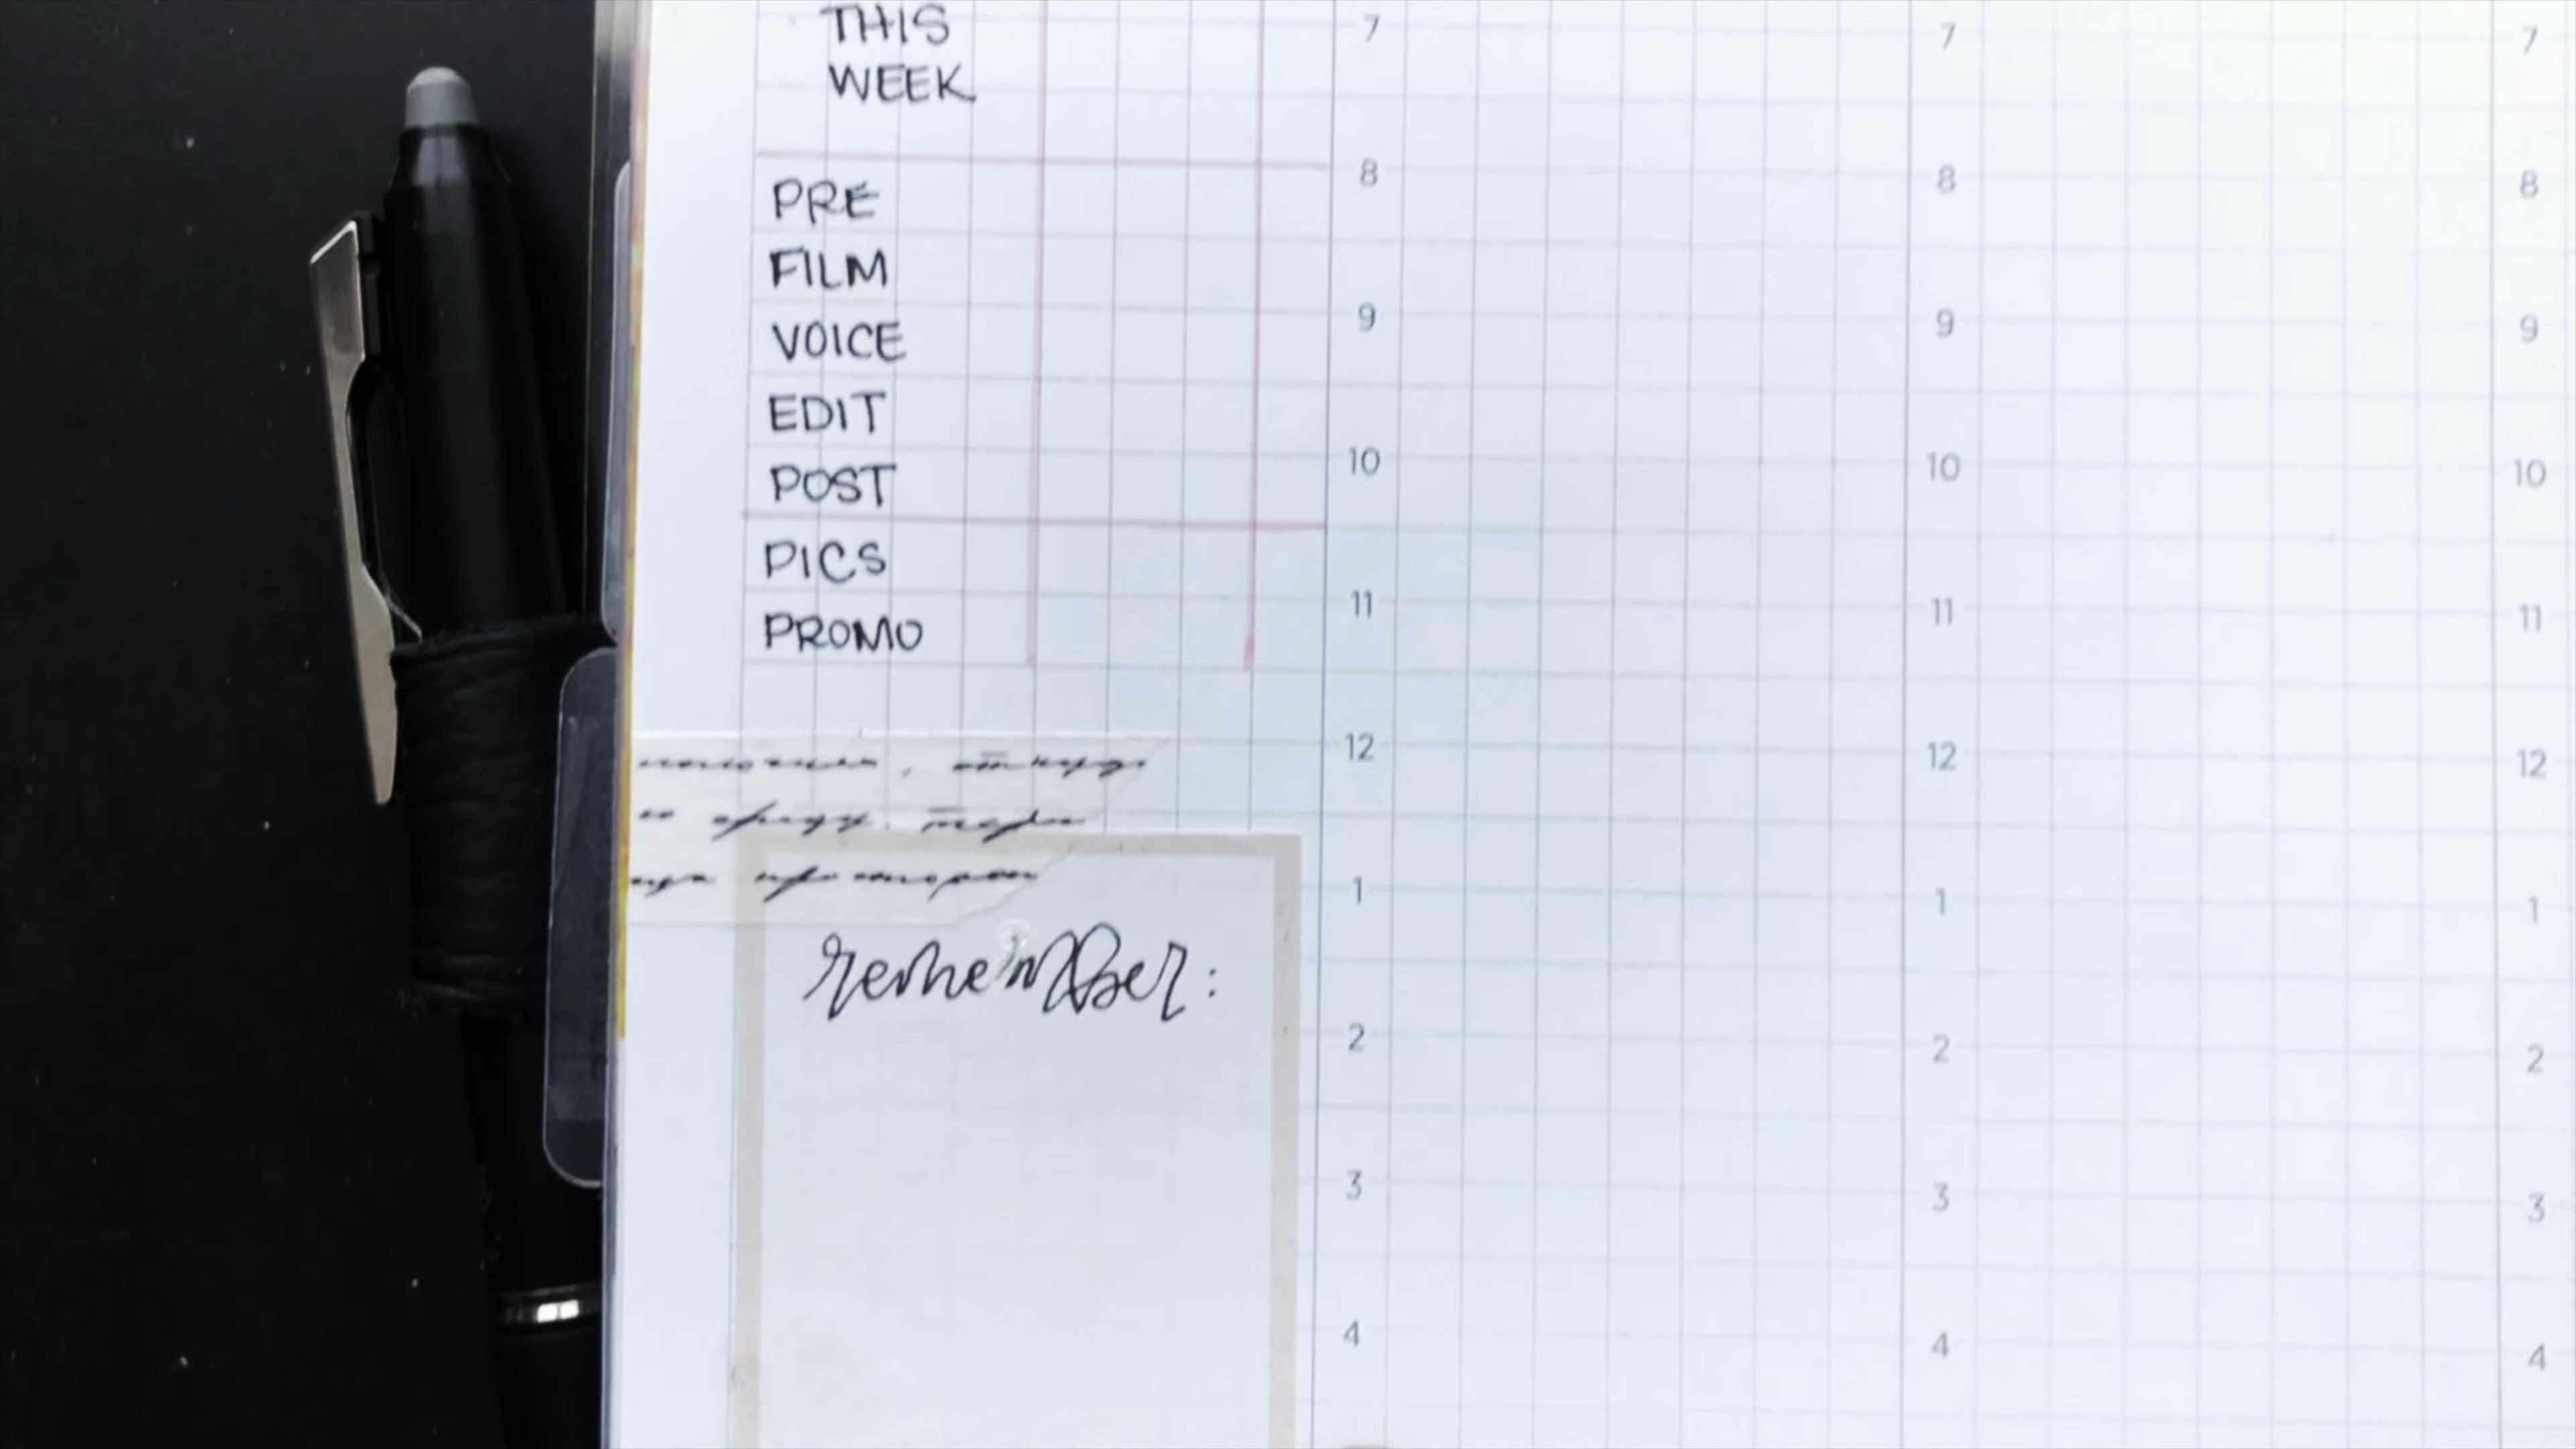 THIS
WEEK
PRE
FILM
VOICE
EDIT
POST
PICS
PROMO
remember:
7 7 7
8 8 8
9 9 9
10 10 10
11 11 11
12 12 12
1 1 1
2 2 2
3 3 3
4 4 4